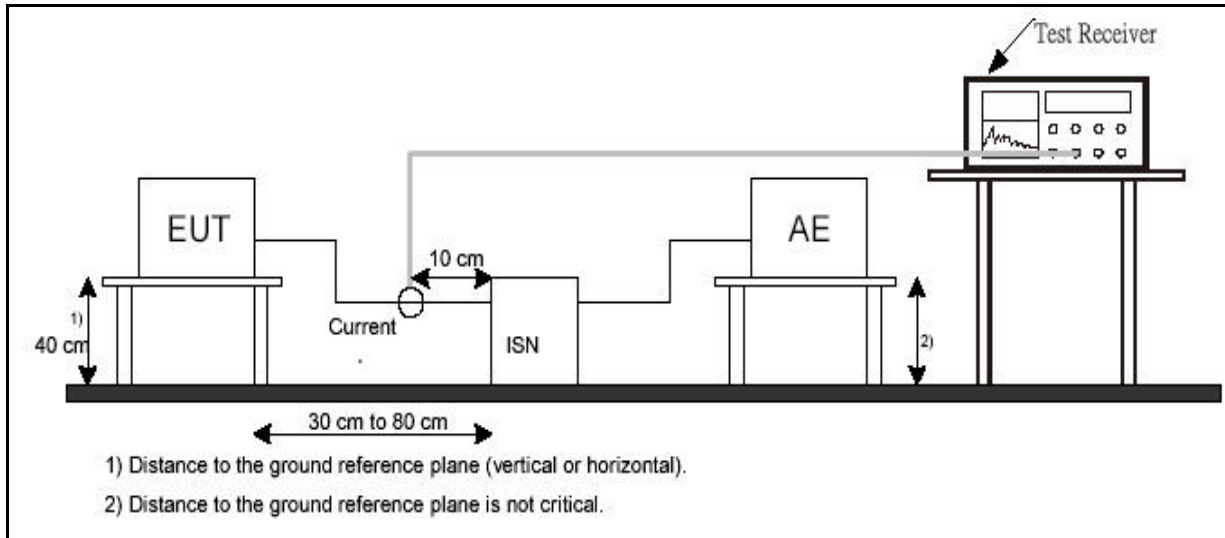 Test Receiver
EUT
AE
10 cm
1)
40 cm
Current
ISN
2)
30 cm to 80 cm
1) Distance to the ground reference plane (vertical or horizontal).
2) Distance to the ground reference plane is not critical.